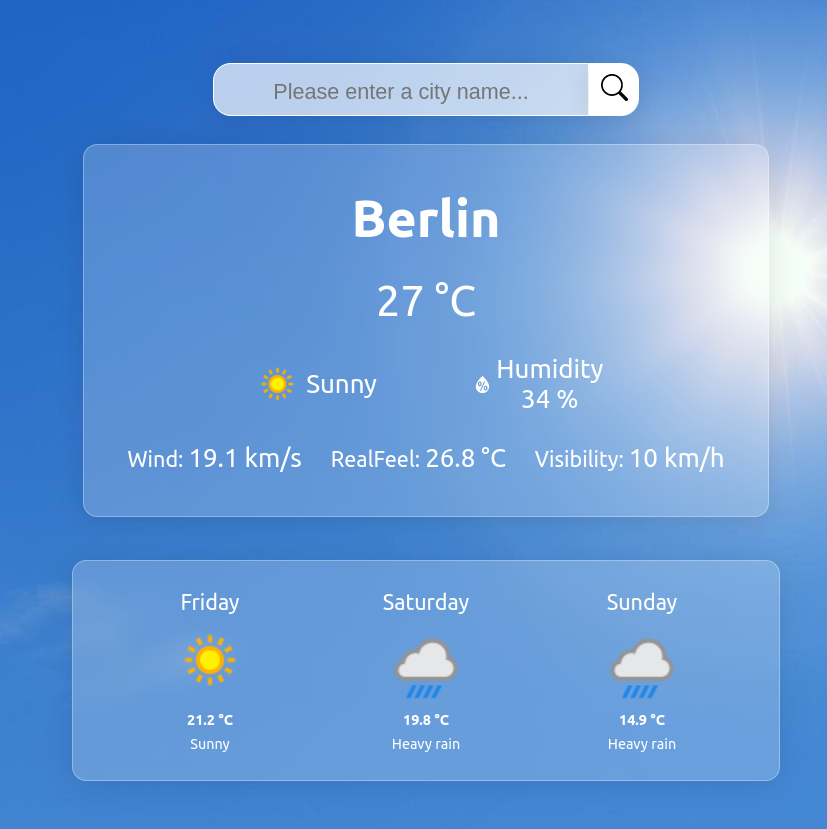 Please enter a city name...
Berlin
27 °C
Sunny
Humidity
34 %
Wind: 19.1 km/s RealFeel: 26.8 °C Visibility: 10 km/h
Friday Saturday Sunday
21.2 °C 19.8 °C 14.9 °C
Sunny Heavy rain Heavy rain